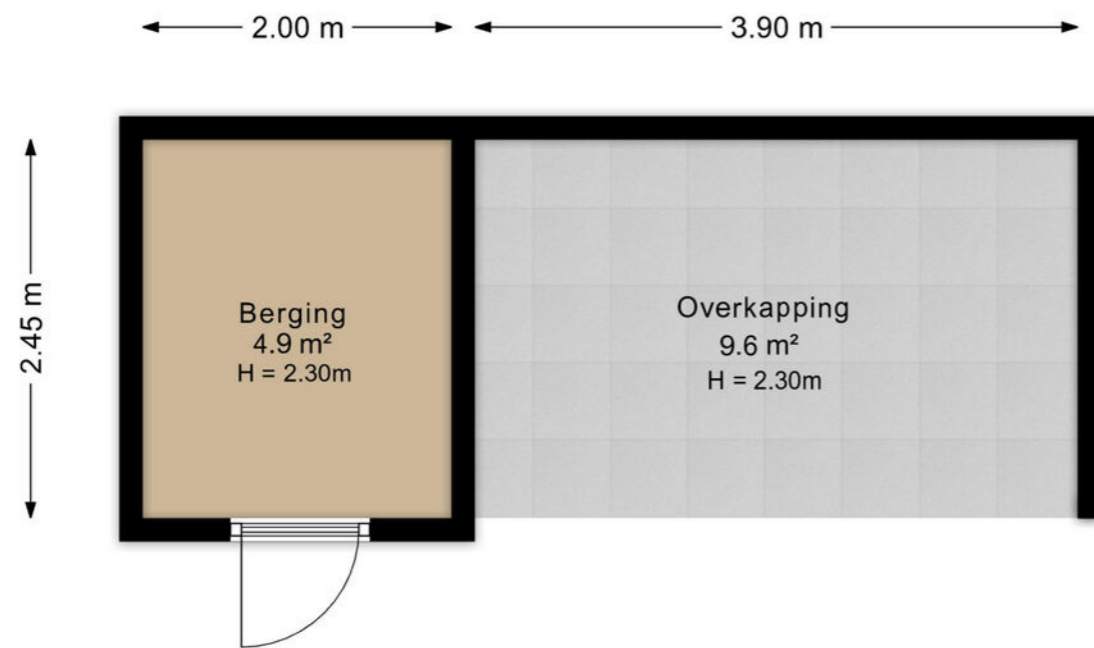 2.00 m
3.90 m
2.45 m
Berging
4.9 m²
H = 2.30m
Overkapping
9.6 m²
H = 2.30m